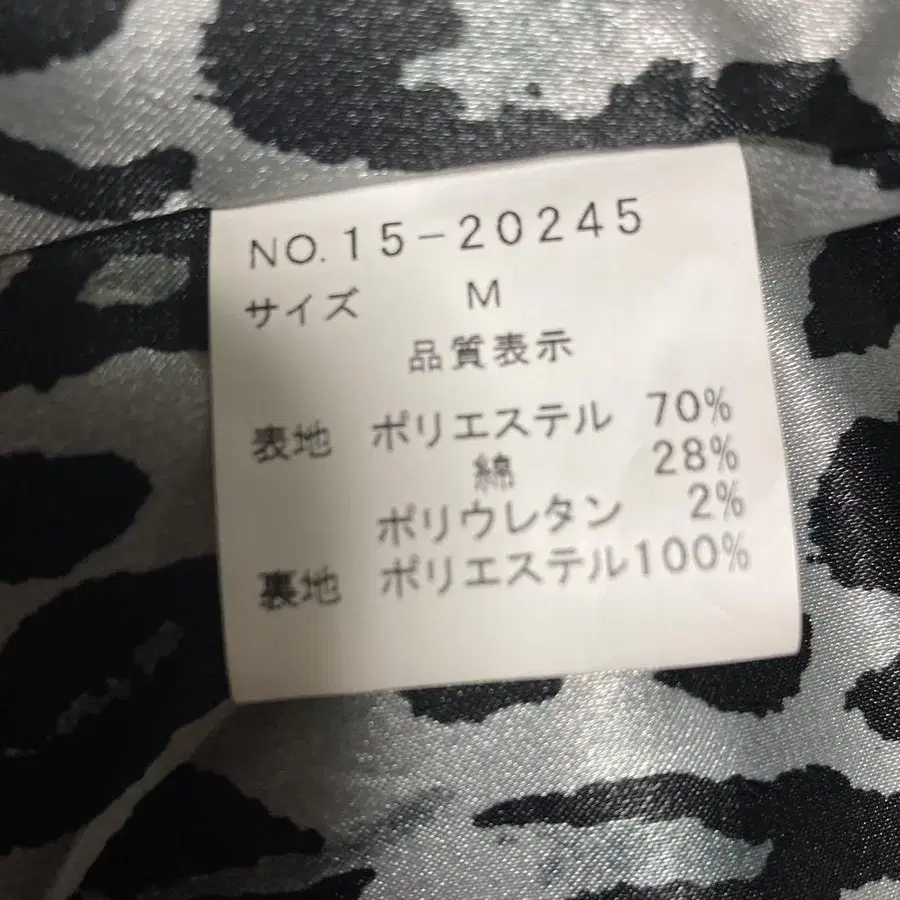 NO.15-20245
サイズ M
品質表示
表地 ポリエステル 70%
綿 28%
ポリウレタン 2%
裏地 ポリエステル100%